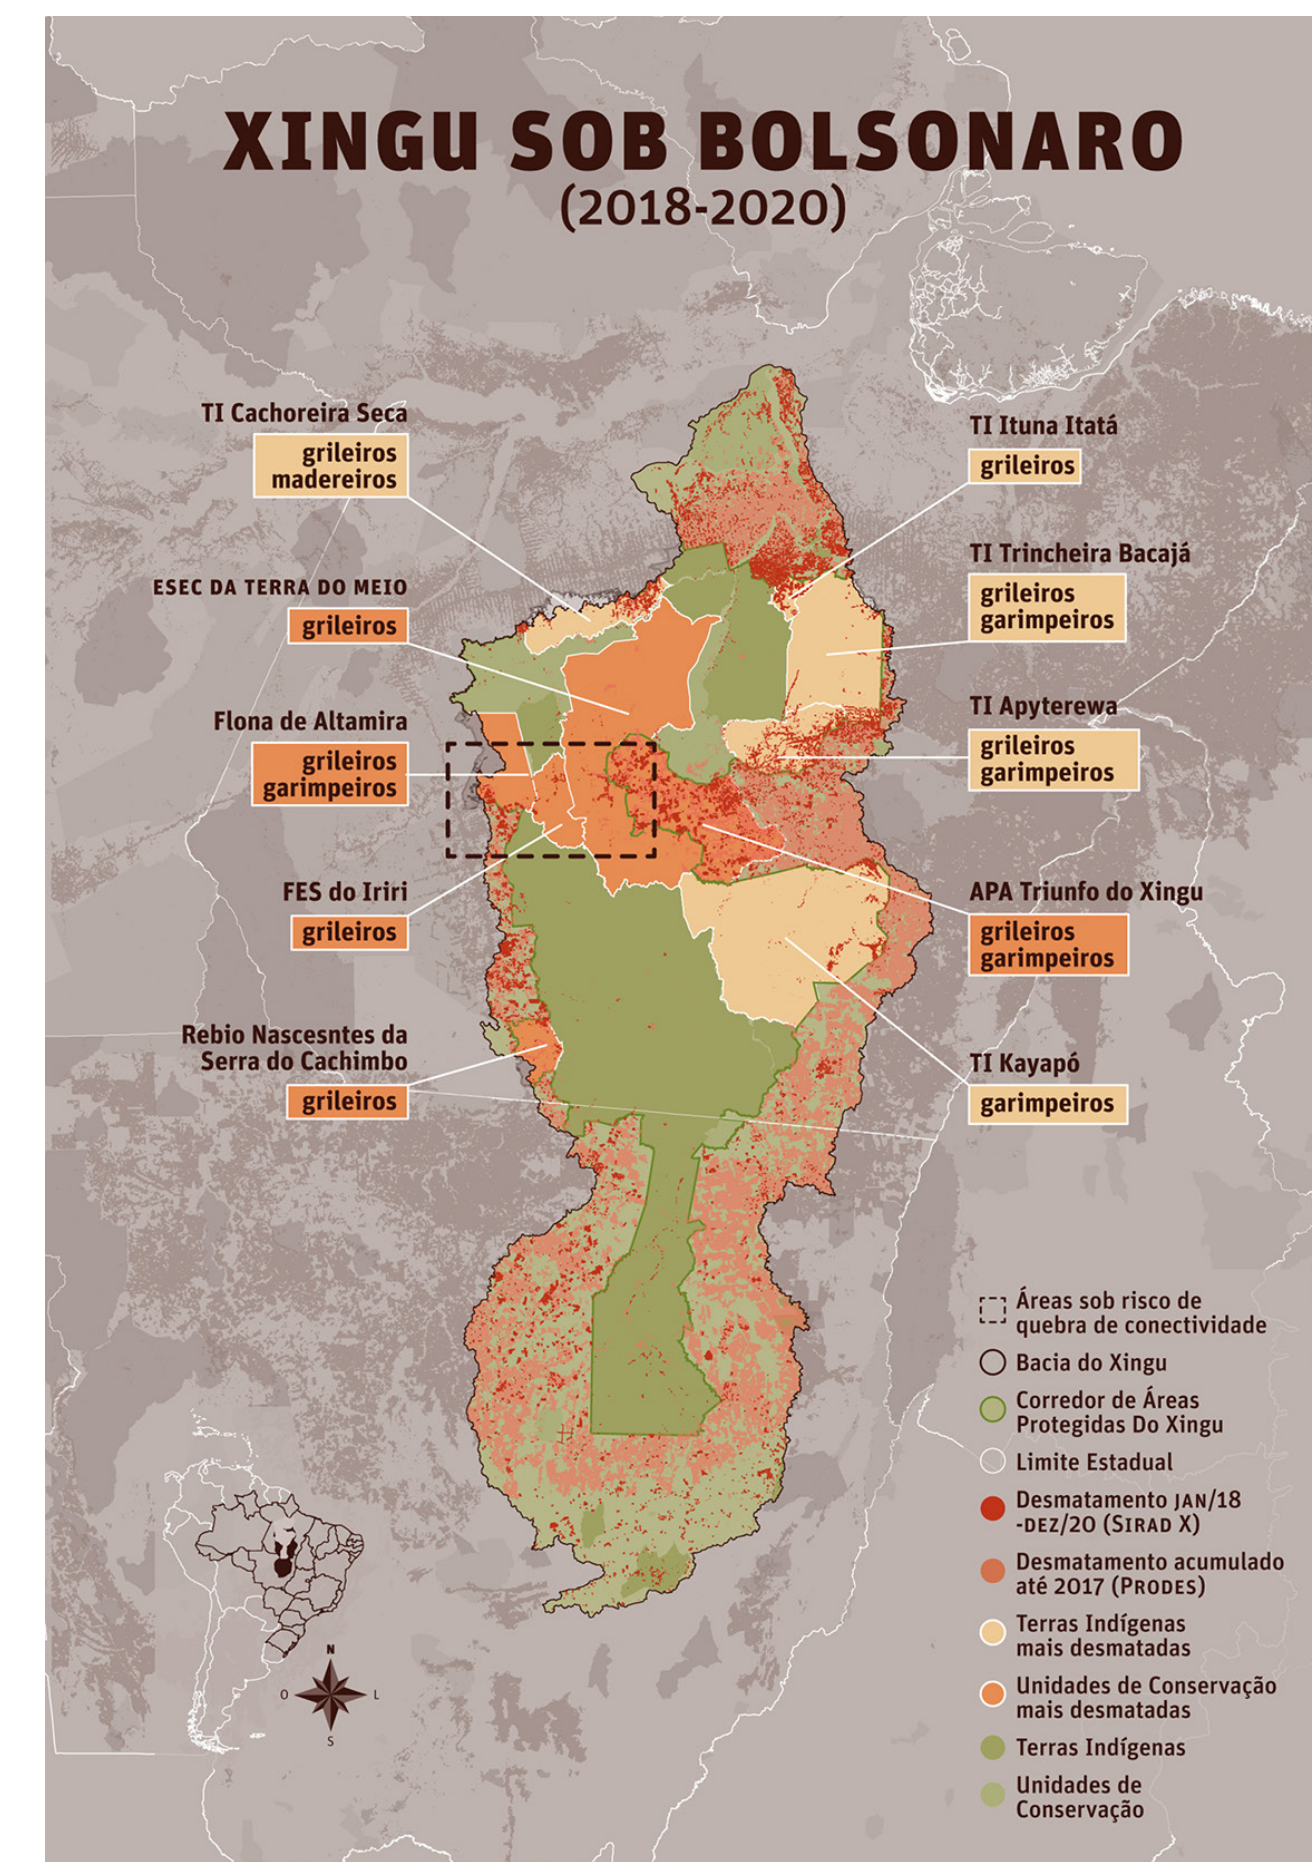 XINGU SOB BOLSONARO
(2018-2020)
TI Cachoreira Seca
grileiros
madereiros
ESEC DA TERRA DO MEIO
grileiros
Flona de Altamira
grileiros
garimpeiros
FES do Iriri
grileiros
Rebio Nascesntes da
Serra do Cachimbo
grileiros
TI Ituna Itatá
grileiros
TI Trincheira Bacajá
grileiros
garimpeiros
TI Apyterewa
grileiros
garimpeiros
APA Triunfo do Xingu
grileiros
garimpeiros
TI Kayapó
garimpeiros
Áreas sob risco de
quebra de conectividade
Bacia do Xingu
Corredor de Áreas
Protegidas Do Xingu
Limite Estadual
Desmatamento JAN/18
-DEZ/20 (SIRAD X)
Desmatamento acumulado
até 2017 (PRODES)
Terras Indígenas
mais desmatadas
Unidades de Conservação
mais desmatadas
Terras Indígenas
Unidades de
Conservação
N
O L
S